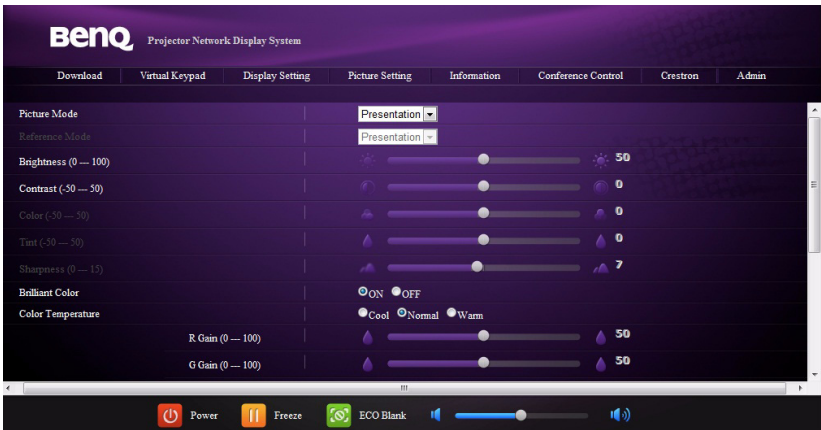 BenQ Projector Network Display System
Download Virtual Keypad Display Setting Picture Setting Information Conference Control Crestron Admin
Picture Mode Presentation
Reference Mode Presentation
Brightness (0 --- 100) 50
Contrast (-50 --- 50) 0
Color (-50 --- 50) 0
Tint (-50 --- 50) 0
Sharpness (0 --- 15) 7
Brilliant Color ON OFF
Color Temperature Cool Normal Warm
R Gain (0 --- 100) 50
G Gain (0 --- 100) 50
Power Freeze ECO Blank